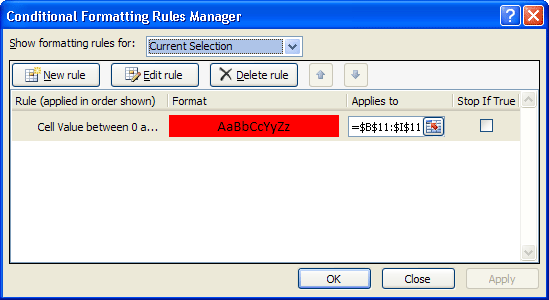 Conditional Formatting Rules Manager
Show formatting rules for: Current Selection
New rule Edit rule Delete rule
Rule (applied in order shown) Format Applies to Stop If True
Cell Value between 0 a... AaBbCcYyZz =$B$11:$I$11
OK Close Apply